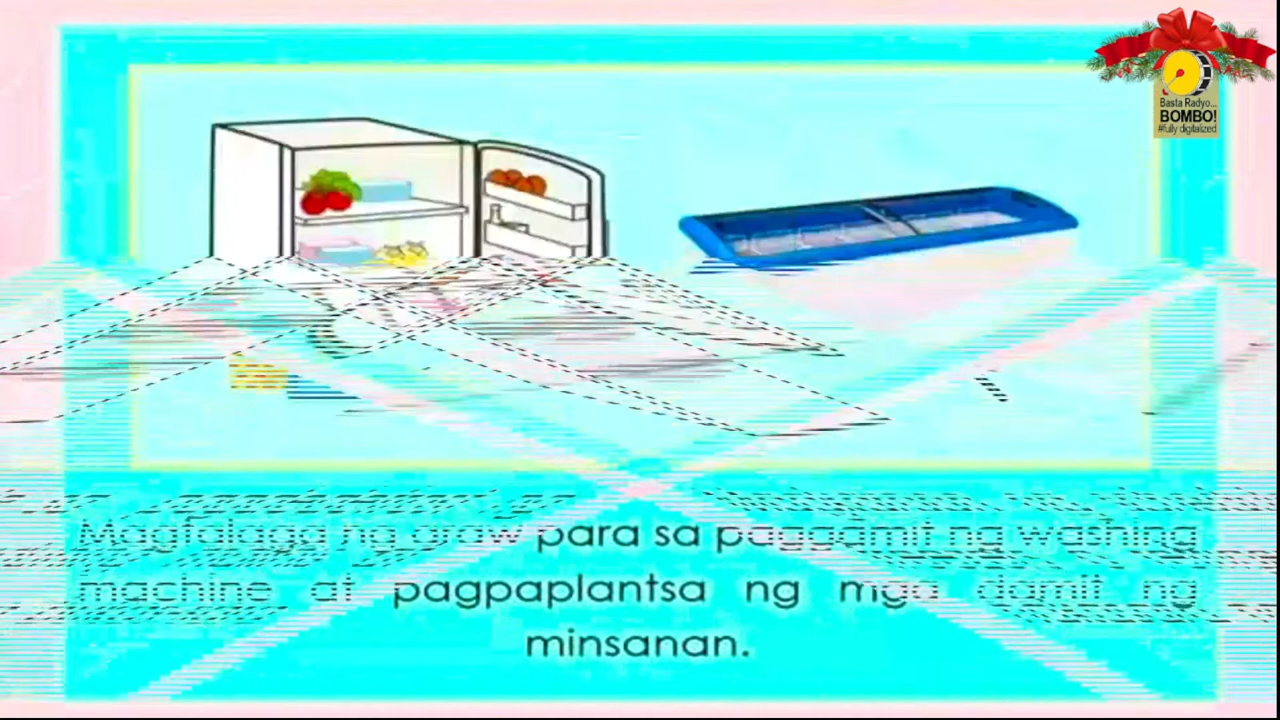 Basta Radyo...
BOMBO!
#fully digitalized
Magtalaga ng araw para sa paggamit ng washing
machine at pagpaplantsa ng mga damit ng
minsanan.